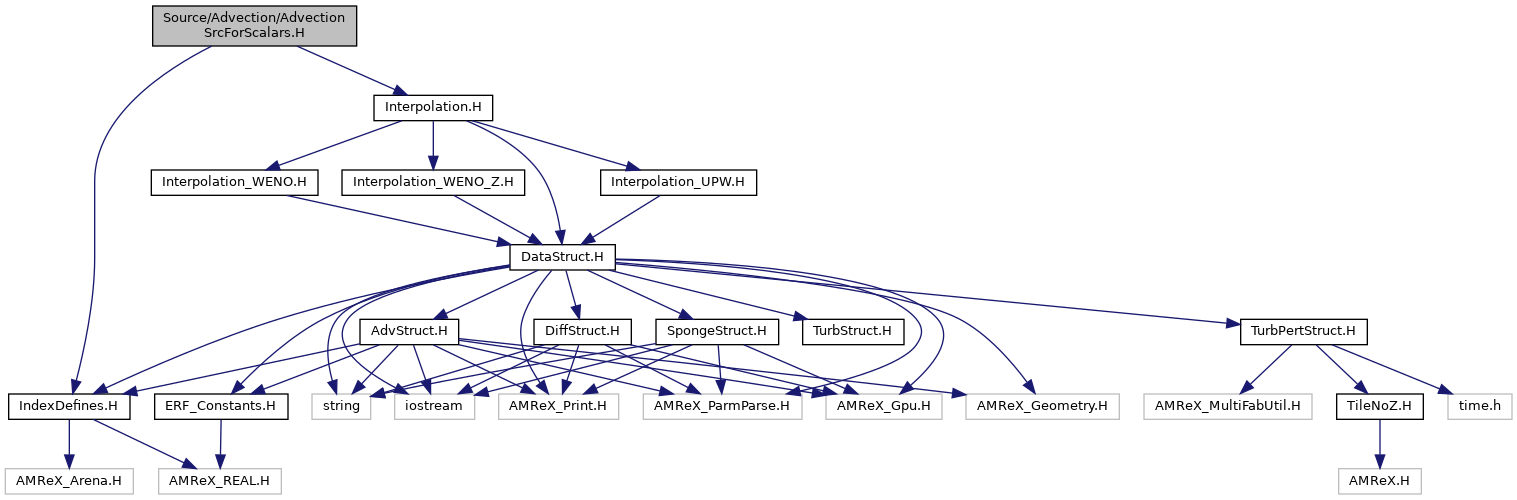 Source/Advection/Advection
SrcForScalars.H
Interpolation.H
Interpolation_WENO.H
Interpolation_WENO_Z.H
Interpolation_UPW.H
DataStruct.H
AdvStruct.H
DiffStruct.H
SpongeStruct.H
TurbStruct.H
TurbPertStruct.H
IndexDefines.H
ERF_Constants.H
string
iostream
AMReX_Print.H
AMReX_ParmParse.H
AMReX_Gpu.H
AMReX_Geometry.H
AMReX_MultiFabUtil.H
TileNoZ.H
time.h
AMReX_Arena.H
AMReX_REAL.H
AMReX.H